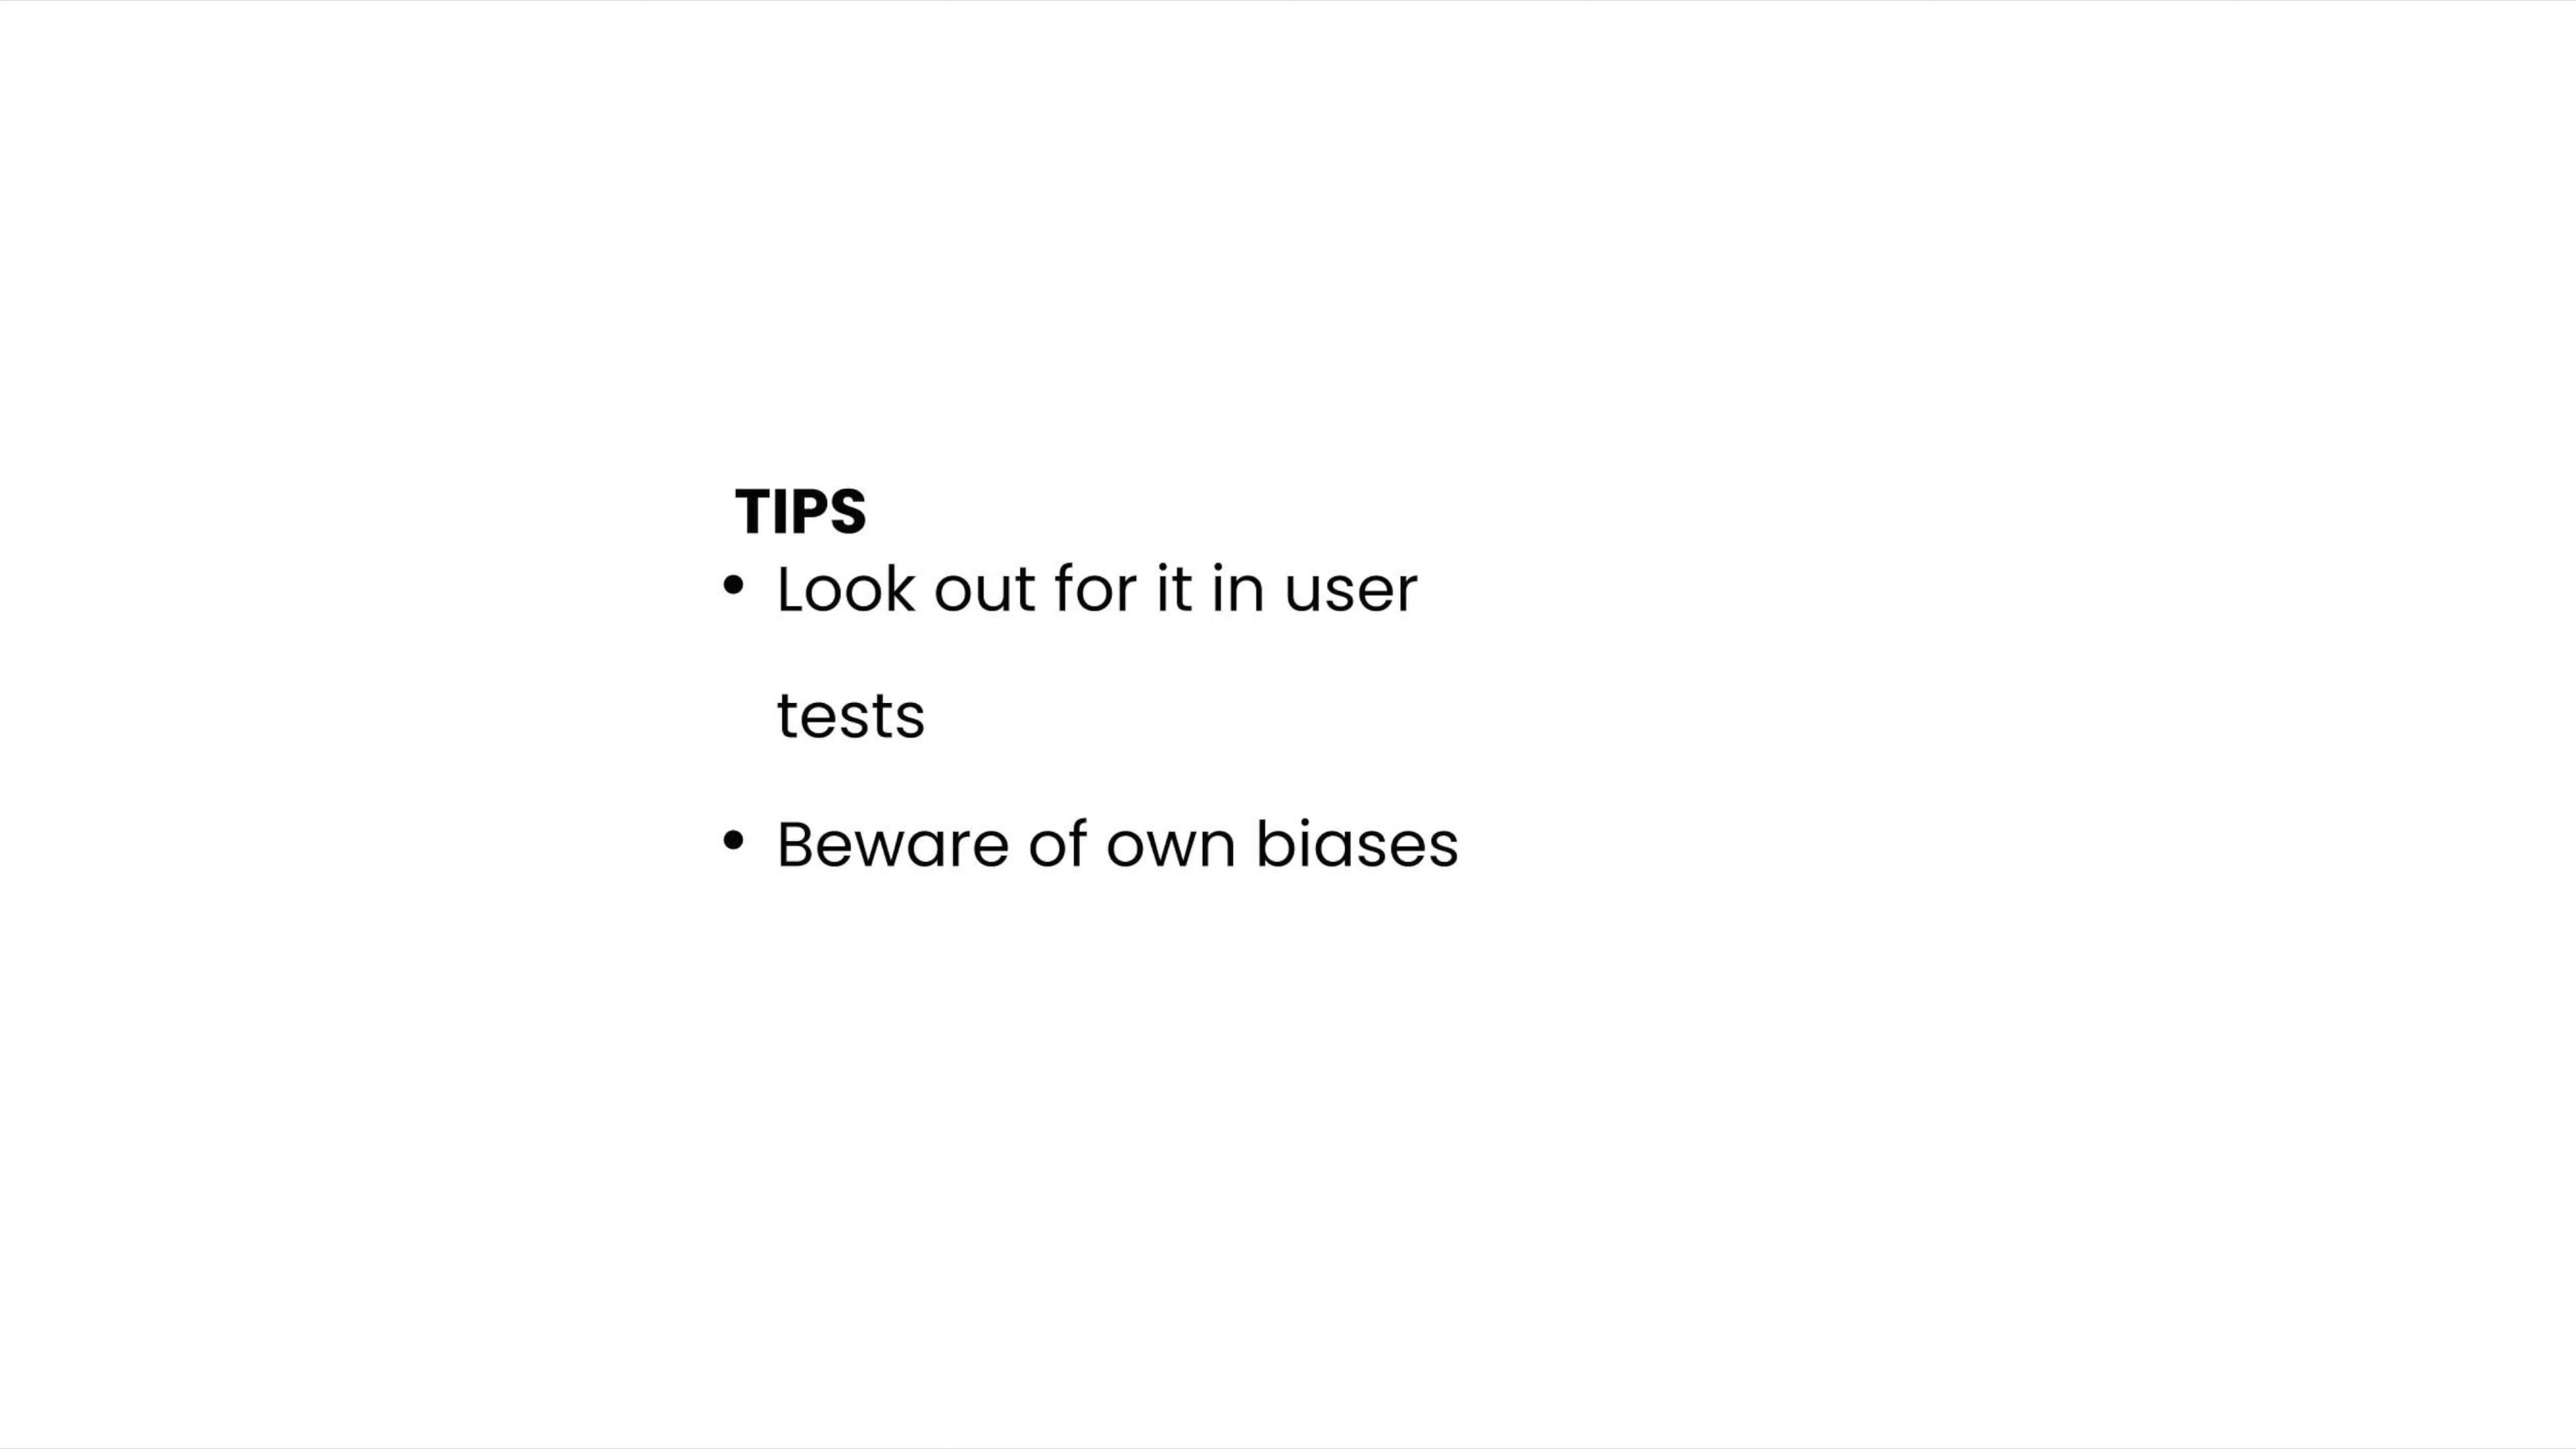 TIPS
• Look out for it in user
tests
• Beware of own biases